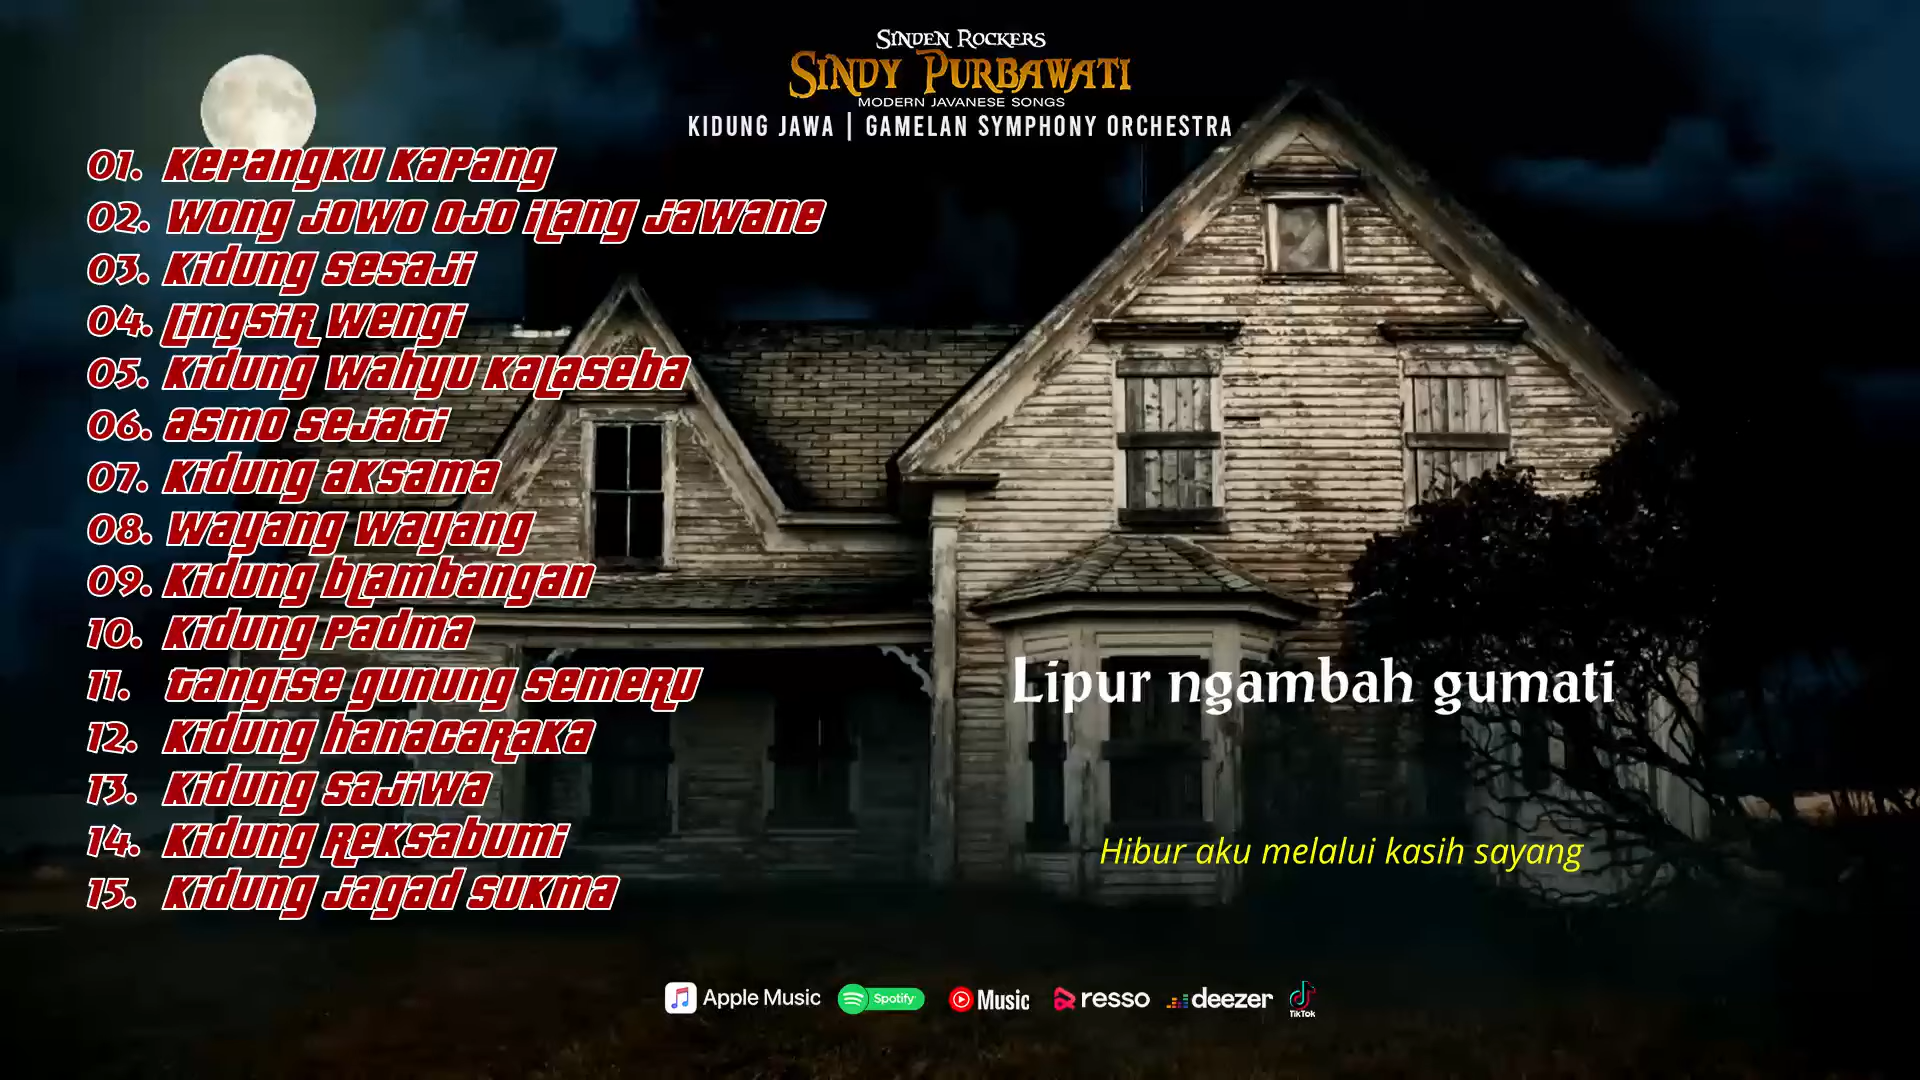 SINDEN ROCKERS
SINDY PURBAWATI
MODERN JAVANESE SONGS
KIDUNG JAWA | GAMELAN SYMPHONY ORCHESTRA
01. Kepangku Kapang
02. Wong Jowo Ojo Ilang Jawane
03. Kidung Sesaji
04. Lingsir Wengi
05. Kidung Wahyu Kalaseba
06. Asmo Sejati
07. Kidung Aksama
08. Wayang Wayang
09. Kidung Blambangan
10. Kidung Padma
11. Tangise Gunung Semeru
12. Kidung Hanacaraka
13. Kidung Sajiwa
14. Kidung Reksabumi
15. Kidung Jagad Sukma
Lipur ngambah gumati
Hibur aku melalui kasih sayang
Apple Music Spotify Music resso deezer TikTok